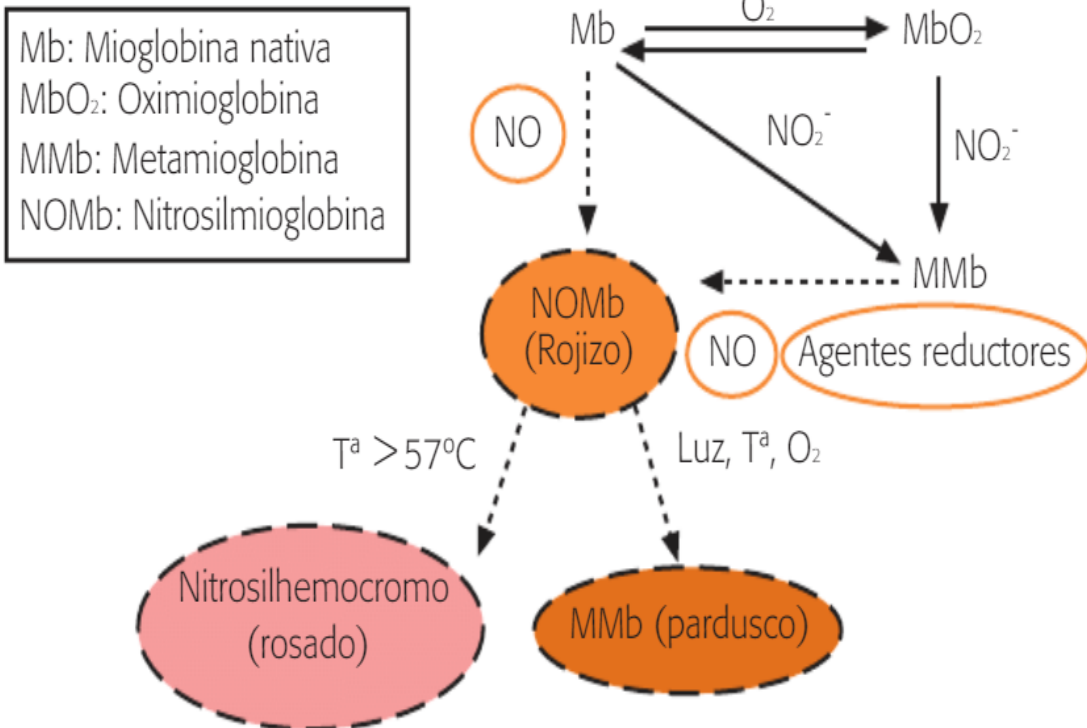 Mb: Mioglobina nativa
MbO₂: Oximioglobina
MMb: Metamioglobina
NOMb: Nitrosilmioglobina
Mb
O₂
MbO₂
NO
NO₂⁻
NO₂⁻
NOMb
(Rojizo)
MMb
NO
Agentes reductores
Tª >57ºC
Luz, Tª, O₂
Nitrosilhemocromo
(rosado)
MMb (pardusco)